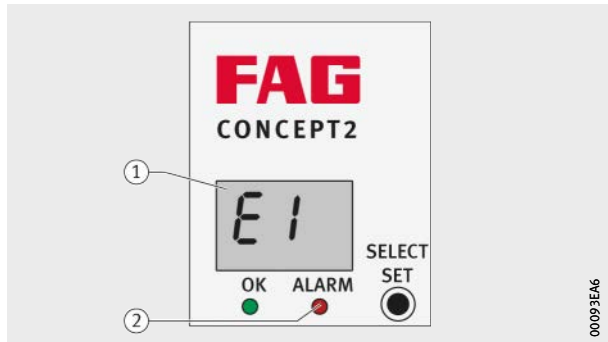 FAG
CONCEPT2
1
E1
SELECT
SET
OK ALARM
2
00093EA6